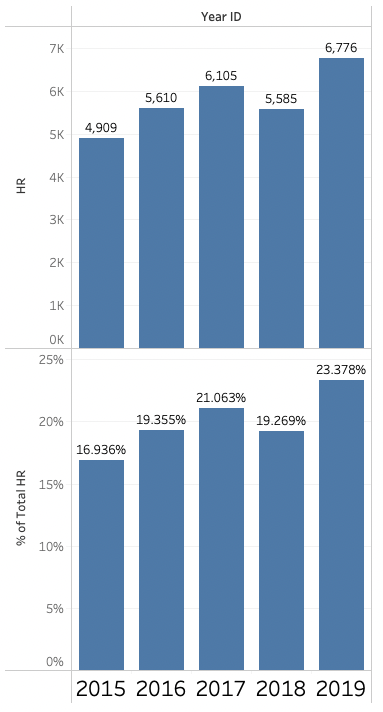 Year ID
7K
6,776
6,105
6K
5,610
5,585
5K
4,909
4K
HR
3K
2K
1K
0K
25%
23.378%
21.063%
20%
19.355%
19.269%
16.936%
15%
% of Total HR
10%
5%
0%
2015 2016 2017 2018 2019